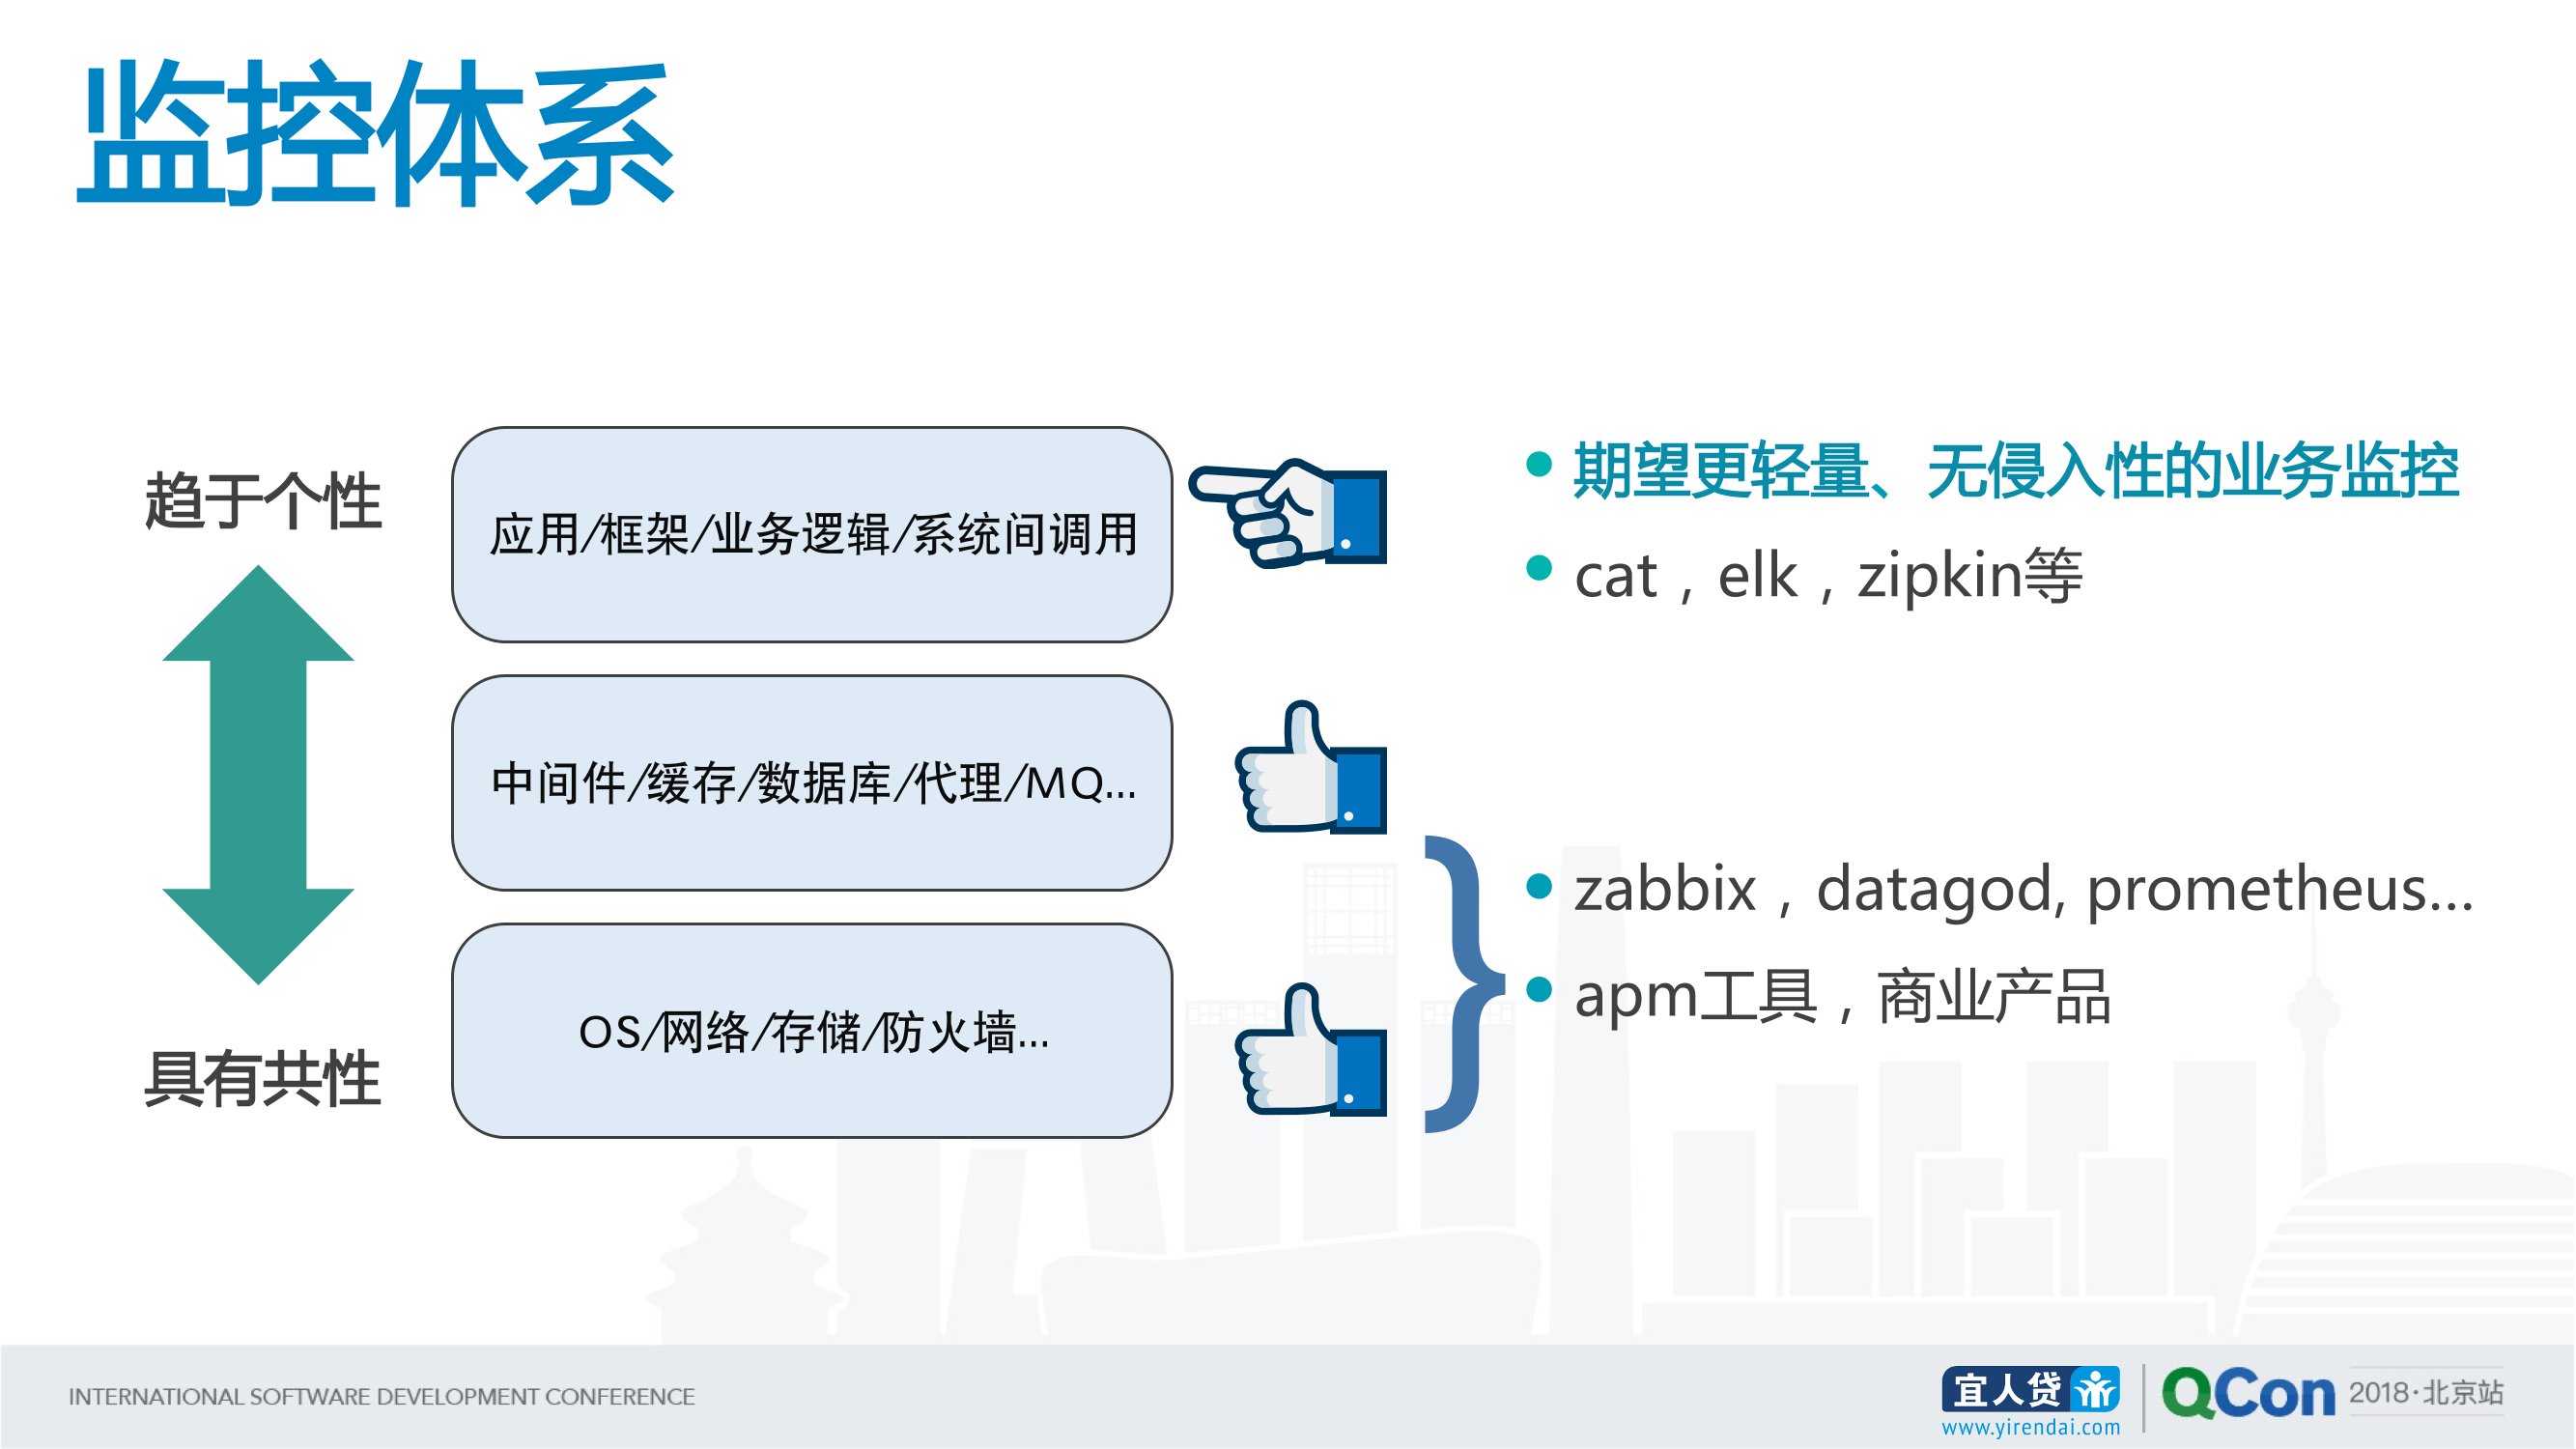 监控体系
趋于个性
具有共性
应用/框架/业务逻辑/系统间调用
中间件/缓存/数据库/代理/MQ...
OS/网络/存储/防火墙...
期望更轻量、无侵入性的业务监控
cat，elk，zipkin等
zabbix，datagod, prometheus...
apm工具，商业产品
INTERNATIONAL SOFTWARE DEVELOPMENT CONFERENCE
宜人贷
www.yirendai.com
QCon 2018·北京站